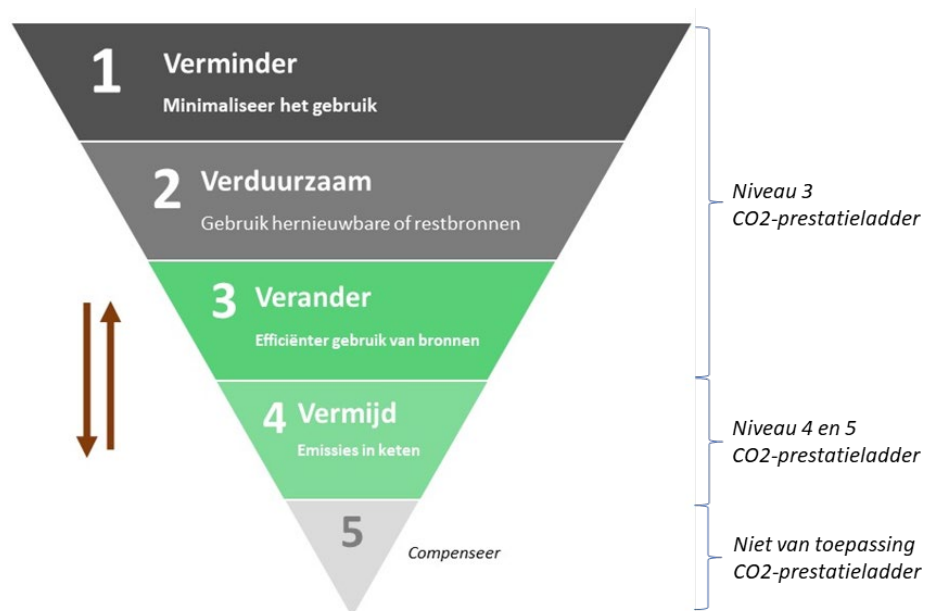 1
Verminder
Minimaliseer het gebruik
2
Verduurzaam
Gebruik hernieuwbare of restbronnen
3
Verander
Efficiënter gebruik van bronnen
4
Vermijd
Emissies in keten
5
Compenseer
Niveau 3
CO2-prestatieladder
Niveau 4 en 5
CO2-prestatieladder
Niet van toepassing
CO2-prestatieladder